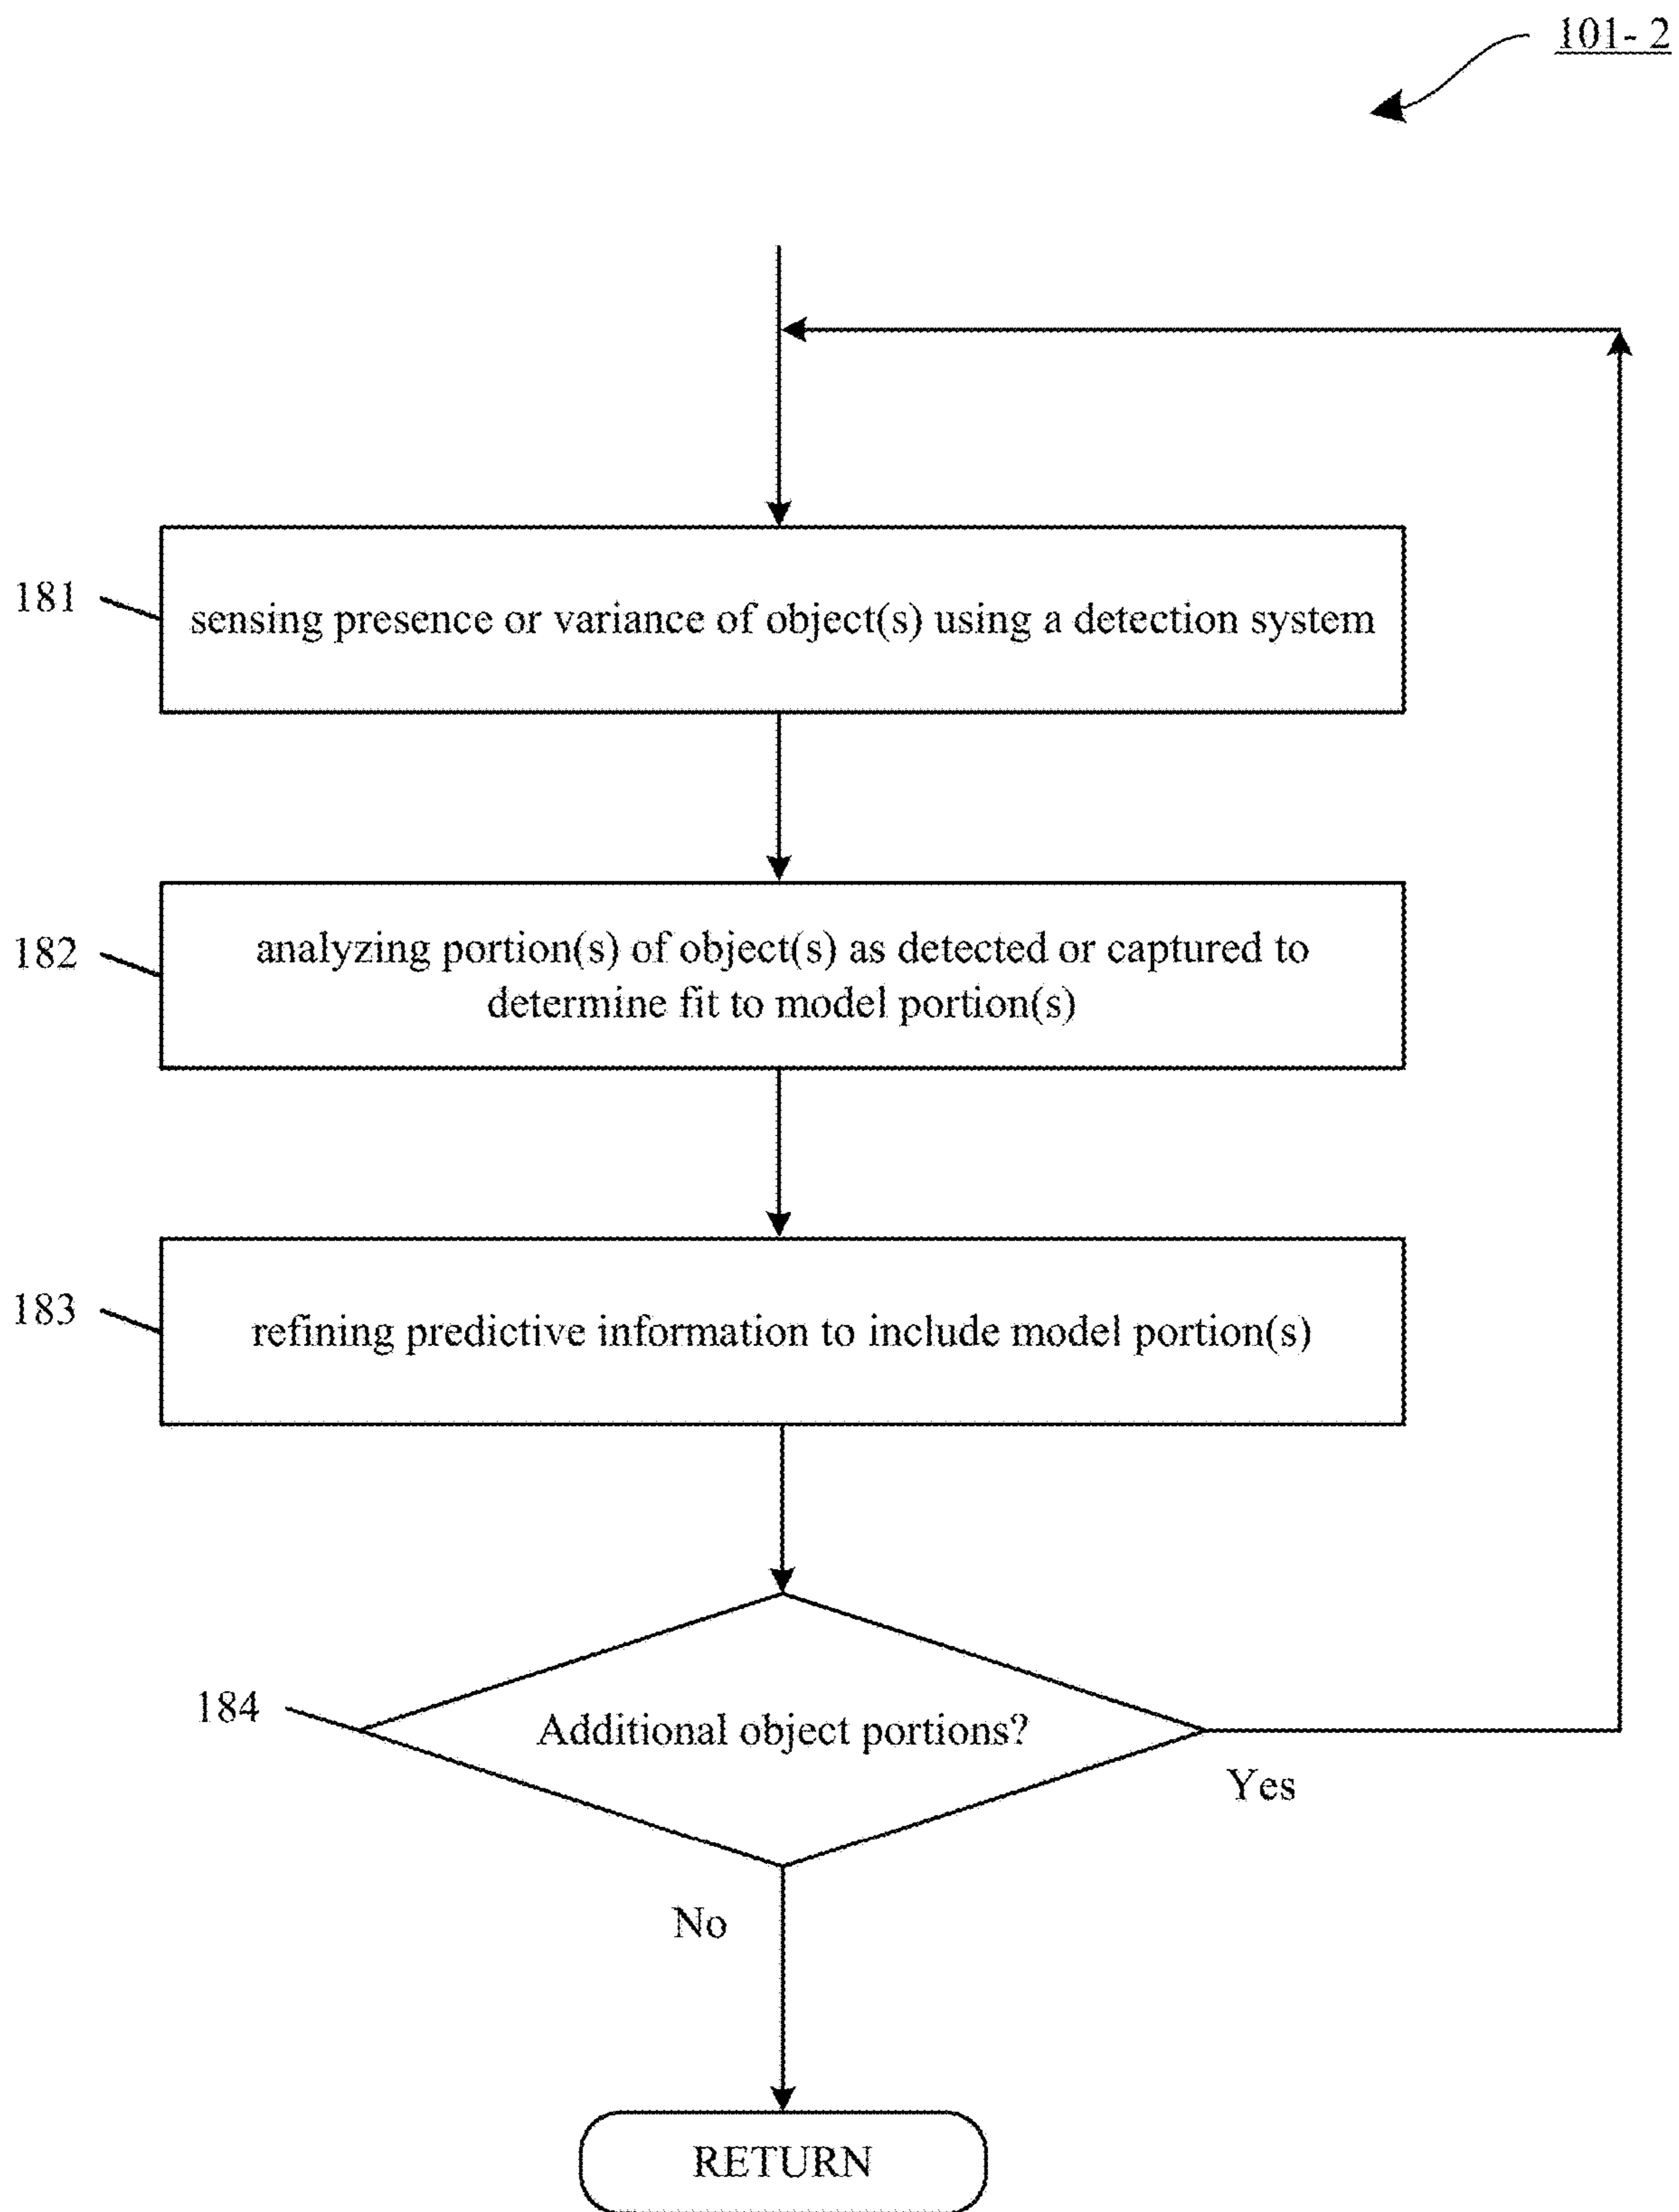 101- 2
181
sensing presence or variance of object(s) using a detection system
182
analyzing portion(s) of object(s) as detected or captured to
determine fit to model portion(s)
183
refining predictive information to include model portion(s)
184
Additional object portions?
Yes
No
RETURN